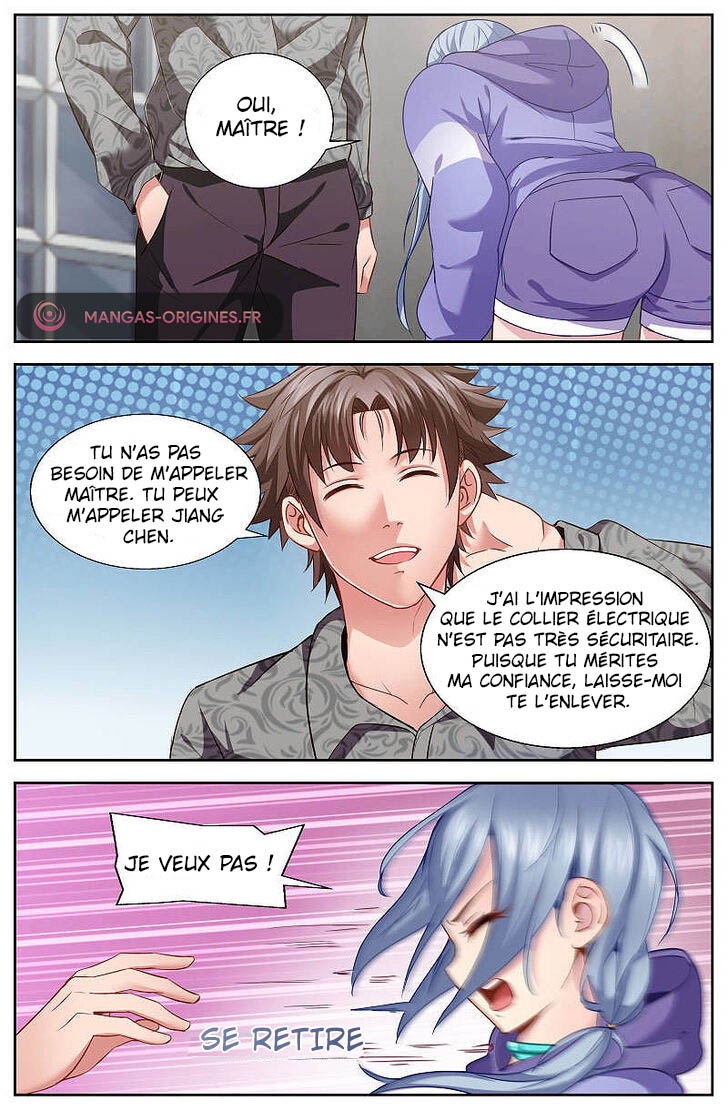 OUI,
MAÎTRE !
MANGAS-ORIGINES.FR
TU N'AS PAS
BESOIN DE M'APPELER
MAÎTRE. TU PEUX
M'APPELER JIANG
CHEN.
J'AI L'IMPRESSION
QUE LE COLLIER ÉLECTRIQUE
N'EST PAS TRÈS SÉCURITAIRE.
PUISQUE TU MÉRITES
MA CONFIANCE, LAISSE-MOI
TE L'ENLEVER.
JE VEUX PAS !
SE RETIRE